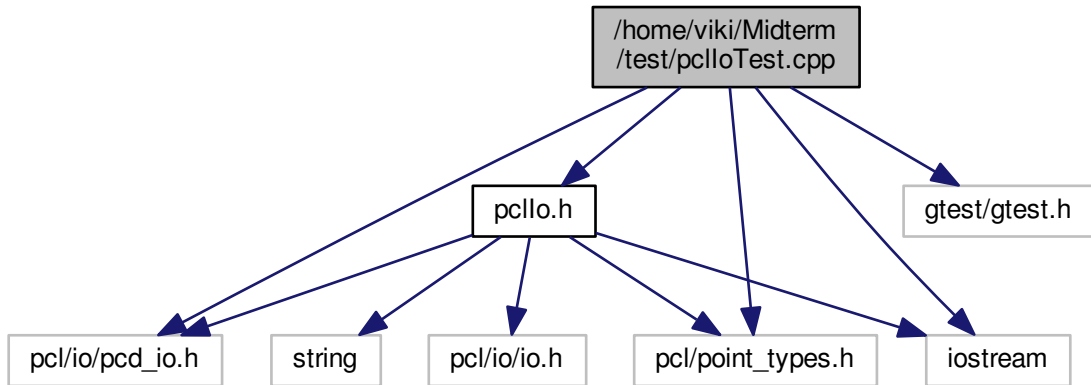 /home/viki/Midterm
/test/pclIoTest.cpp
pclIo.h
gtest/gtest.h
pcl/io/pcd_io.h
string
pcl/io/io.h
pcl/point_types.h
iostream